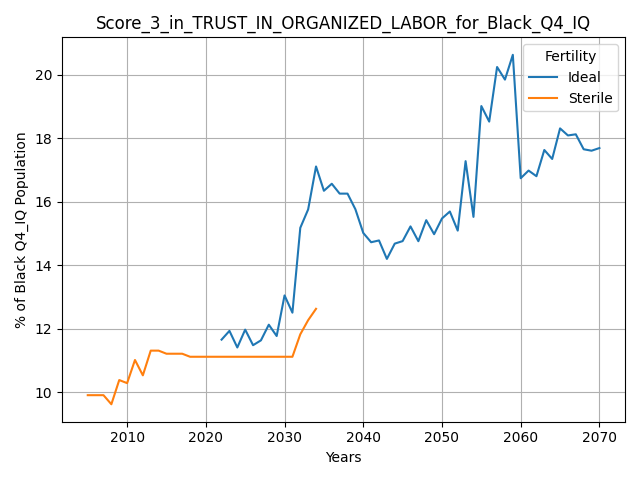 Score_3_in_TRUST_IN_ORGANIZED_LABOR_for_Black_Q4_IQ
Fertility
Ideal
Sterile
% of Black Q4_IQ Population
20
18
16
14
12
10
2010 2020 2030 2040 2050 2060 2070
Years